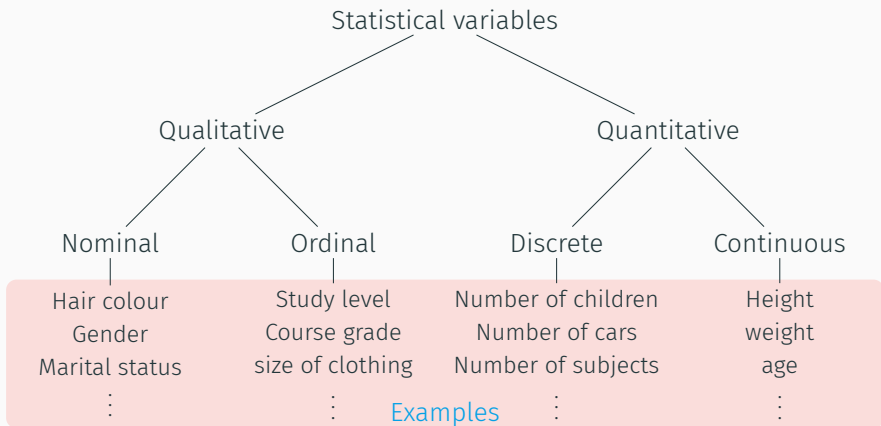 Statistical variables
Qualitative
Quantitative
Nominal
Ordinal
Discrete
Continuous
Hair colour
Gender
Marital status
Study level
Course grade
size of clothing
Number of children
Number of cars
Number of subjects
Height
weight
age
Examples